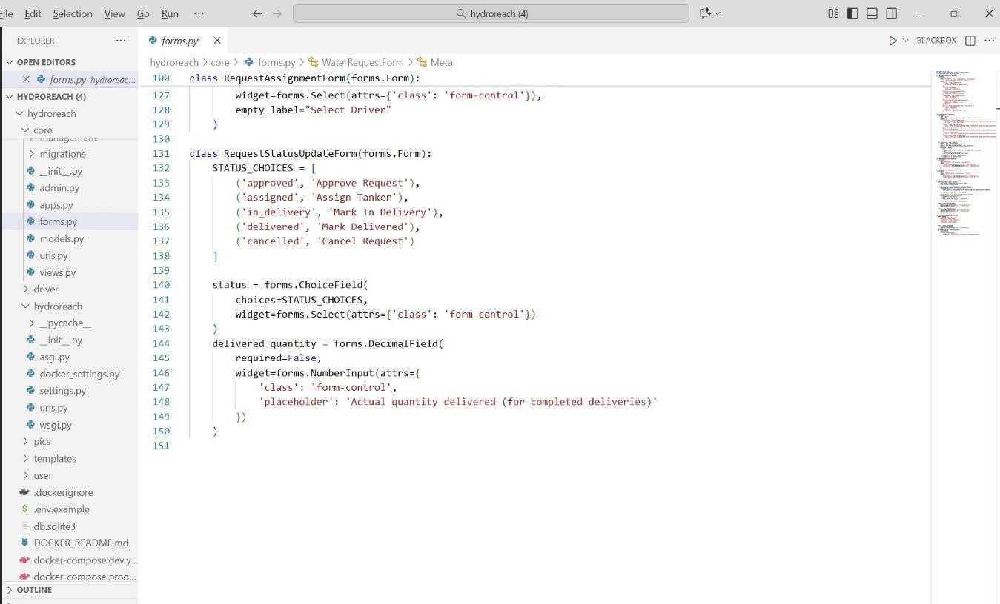 File Edit Selection View Go Run ··· hydroreach (4)
EXPLORER ···
OPEN EDITORS
forms.py hydroreac...
HYDROREACH (4)
hydroreach
core
management
migrations
__init__.py
admin.py
apps.py
forms.py
models.py
urls.py
views.py
driver
hydroreach
__pycache__
__init__.py
asgi.py
docker_settings.py
settings.py
urls.py
wsgi.py
pics
templates
user
.dockerignore
.env.example
db.sqlite3
DOCKER_README.md
docker-compose.dev.y...
docker-compose.prod...
OUTLINE
forms.py
BLACKBOX
hydroreach > core > forms.py > WaterRequestForm > Meta
100 class RequestAssignmentForm(forms.Form):
127         widget=forms.Select(attrs={'class': 'form-control'}),
128         empty_label="Select Driver"
129     )
130
131 class RequestStatusUpdateForm(forms.Form):
132     STATUS_CHOICES = [
133         ('approved', 'Approve Request'),
134         ('assigned', 'Assign Tanker'),
135         ('in_delivery', 'Mark In Delivery'),
136         ('delivered', 'Mark Delivered'),
137         ('cancelled', 'Cancel Request')
138     ]
139
140     status = forms.ChoiceField(
141         choices=STATUS_CHOICES,
142         widget=forms.Select(attrs={'class': 'form-control'})
143     )
144     delivered_quantity = forms.DecimalField(
145         required=False,
146         widget=forms.NumberInput(attrs={
147             'class': 'form-control',
148             'placeholder': 'Actual quantity delivered (for completed deliveries)'
149         })
150     )
151